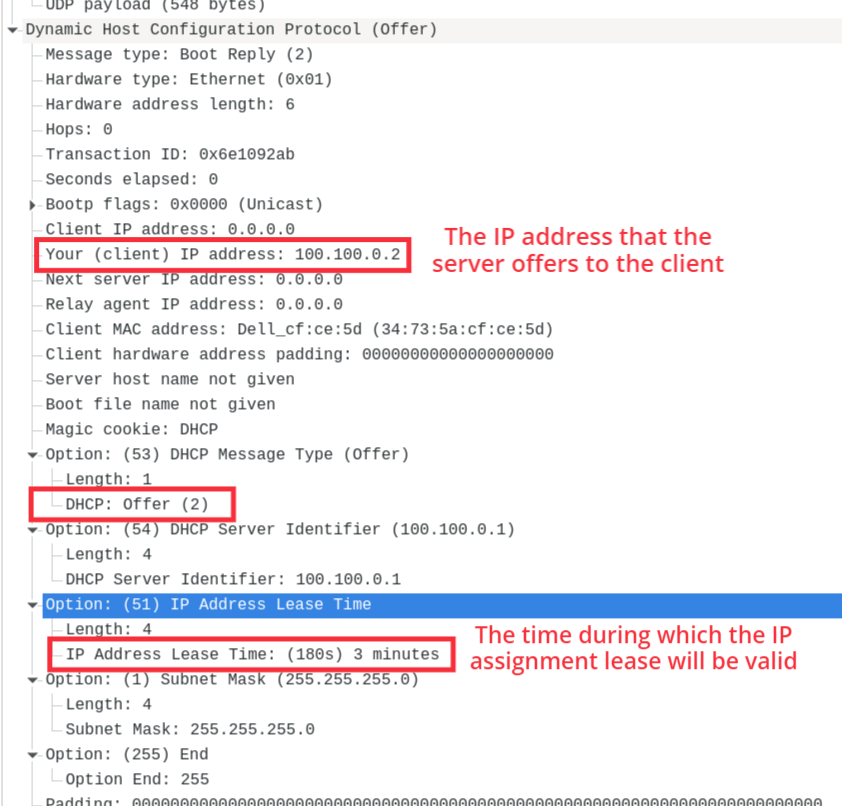 UDP payload (548 bytes)
Dynamic Host Configuration Protocol (Offer)
Message type: Boot Reply (2)
Hardware type: Ethernet (0x01)
Hardware address length: 6
Hops: 0
Transaction ID: 0x6e1092ab
Seconds elapsed: 0
Bootp flags: 0x0000 (Unicast)
Client IP address: 0.0.0.0
Your (client) IP address: 100.100.0.2
The IP address that the
server offers to the client
Next server IP address: 0.0.0.0
Relay agent IP address: 0.0.0.0
Client MAC address: Dell_cf:ce:5d (34:73:5a:cf:ce:5d)
Client hardware address padding: 00000000000000000000
Server host name not given
Boot file name not given
Magic cookie: DHCP
Option: (53) DHCP Message Type (Offer)
Length: 1
DHCP: Offer (2)
Option: (54) DHCP Server Identifier (100.100.0.1)
Length: 4
DHCP Server Identifier: 100.100.0.1
Option: (51) IP Address Lease Time
Length: 4
IP Address Lease Time: (180s) 3 minutes
The time during which the IP
assignment lease will be valid
Option: (1) Subnet Mask (255.255.255.0)
Length: 4
Subnet Mask: 255.255.255.0
Option: (255) End
Option End: 255
Padding: